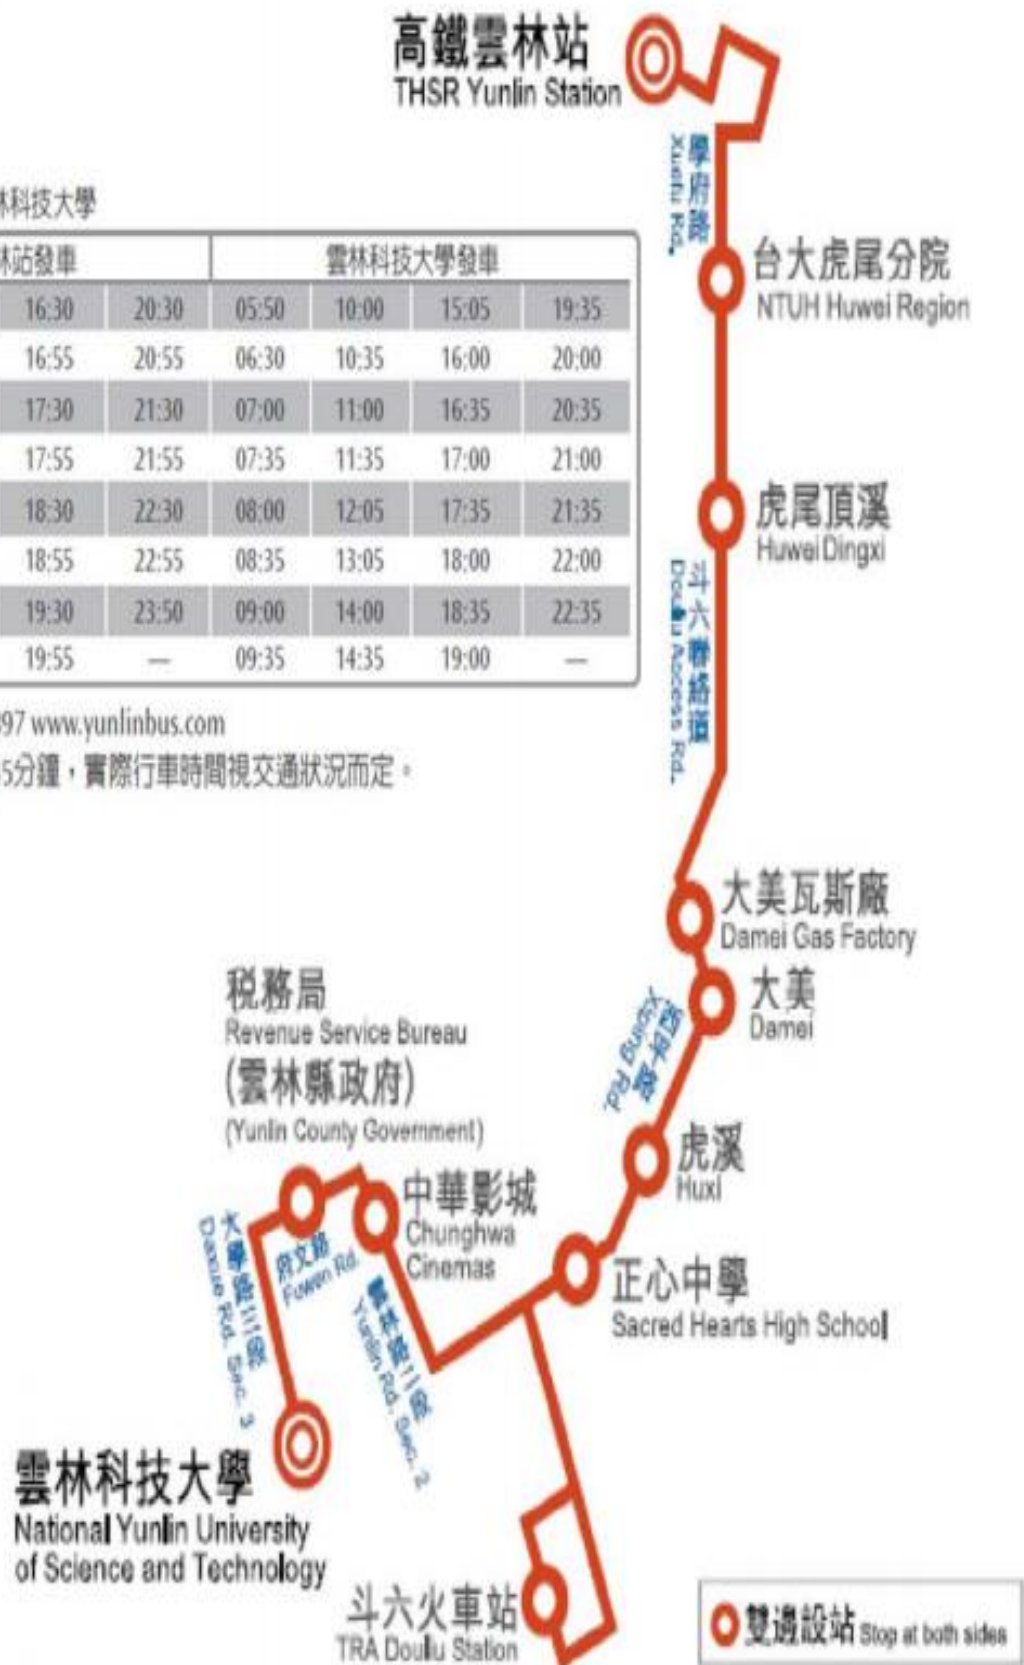 高鐵雲林站
THSR Yunlin Station
學府路
Xuefu Rd.
林科技大學
林站發車 雲林科技大學發車
16:30 20:30 05:50 10:00 15:05 19:35
16:55 20:55 06:30 10:35 16:00 20:00
17:30 21:30 07:00 11:00 16:35 20:35
17:55 21:55 07:35 11:35 17:00 21:00
18:30 22:30 08:00 12:05 17:35 21:35
18:55 22:55 08:35 13:05 18:00 22:00
19:30 23:50 09:00 14:00 18:35 22:35
19:55 — 09:35 14:35 19:00 —
97 www.yunlinbus.com
5分鐘，實際行車時間視交通狀況而定。
台大虎尾分院
NTUH Huwei Region
虎尾頂溪
Huwei Dingxi
斗六聯絡道
Douliu Access Rd.
大美瓦斯廠
Damei Gas Factory
大美
Damei
Xiping Rd.
虎溪
Huxi
正心中學
Sacred Hearts High School
稅務局
Revenue Service Bureau
(雲林縣政府)
(Yunlin County Government)
中華影城
Chunghwa
Cinemas
府文路
Fuwen Rd.
Daxue Rd. Sec. 3
Yunlin Rd. Sec. 2
雲林科技大學
National Yunlin University
of Science and Technology
斗六火車站
TRA Douliu Station
雙邊設站 Stop at both sides